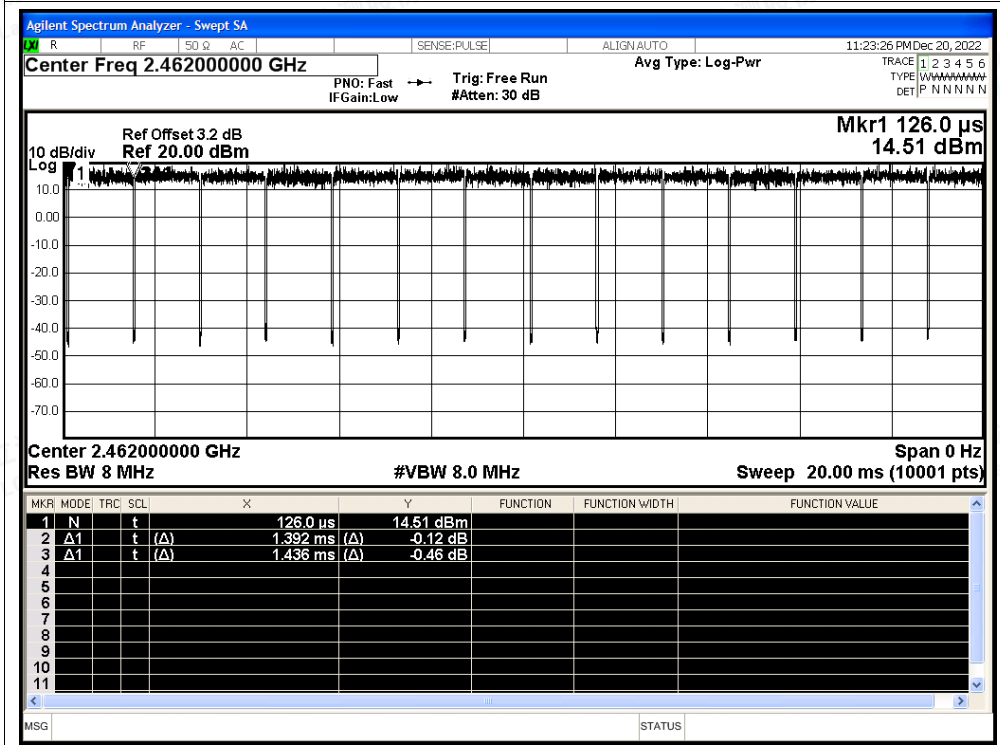 Agilent Spectrum Analyzer - Swept SA
LXI R RF 50 Ω AC SENSE:PULSE ALIGN AUTO 11:23:26 PM Dec 20, 2022
Center Freq 2.462000000 GHz Avg Type: Log-Pwr TRACE 1 2 3 4 5 6
PNO: Fast Trig: Free Run TYPE W
IFGain:Low #Atten: 30 dB DET P N N N N N
Mkr1 126.0 µs
Ref Offset 3.2 dB
10 dB/div Ref 20.00 dBm 14.51 dBm
Log
1
10.0
0.00
-10.0
-20.0
-30.0
-40.0
-50.0
-60.0
-70.0
Center 2.462000000 GHz Span 0 Hz
Res BW 8 MHz #VBW 8.0 MHz Sweep 20.00 ms (10001 pts)
MKR MODE TRC SCL X Y FUNCTION FUNCTION WIDTH FUNCTION VALUE
1 N t 126.0 µs 14.51 dBm
2 Δ1 t (Δ) 1.392 ms (Δ) -0.12 dB
3 Δ1 t (Δ) 1.436 ms (Δ) -0.46 dB
4
5
6
7
8
9
10
11
MSG STATUS